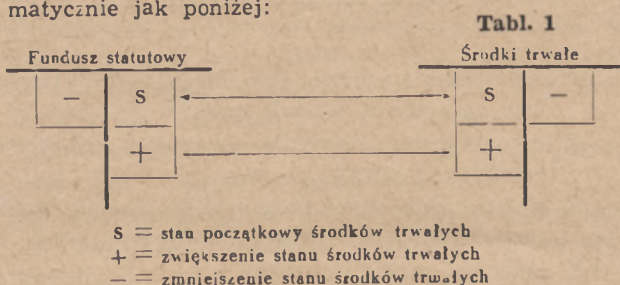 matycznie jak poniżej:
Tabl. 1
Fundusz statutowy Środki trwałe
— S S —
+ +
S = stan początkowy środków trwałych
+ = zwiększenie stanu środków trwałych
— = zmniejszenie stanu środków trwałych